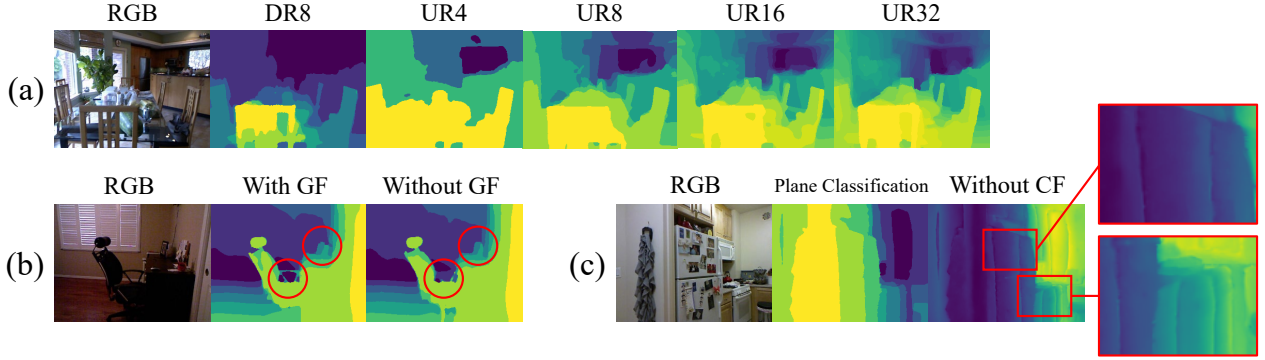 RGB DR8 UR4 UR8 UR16 UR32
(a)
RGB With GF Without GF
(b)
RGB Plane Classification Without CF
(c)